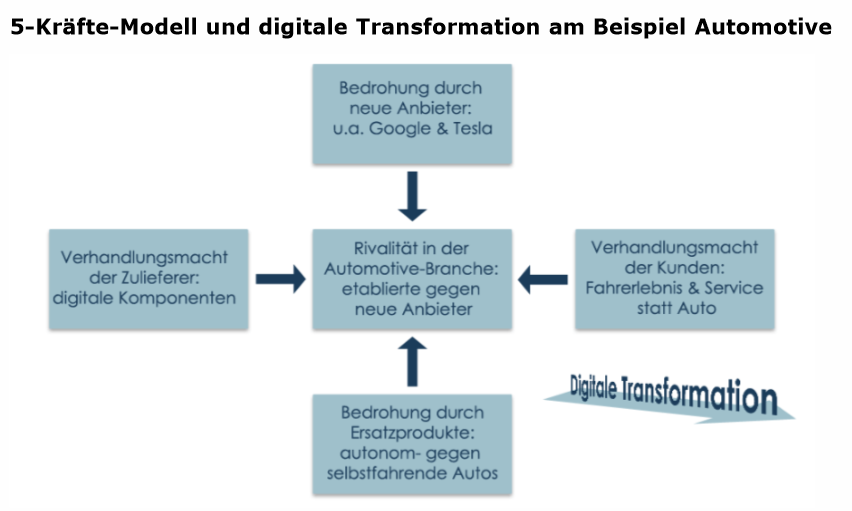 5-Kräfte-Modell und digitale Transformation am Beispiel Automotive
Bedrohung durch
neue Anbieter:
u.a. Google & Tesla
Verhandlungsmacht
der Zulieferer:
digitale Komponenten
Rivalität in der
Automotive-Branche:
etablierte gegen
neue Anbieter
Verhandlungsmacht
der Kunden:
Fahrerlebnis & Service
statt Auto
Bedrohung durch
Ersatzprodukte:
autonom- gegen
selbstfahrende Autos
Digitale Transformation